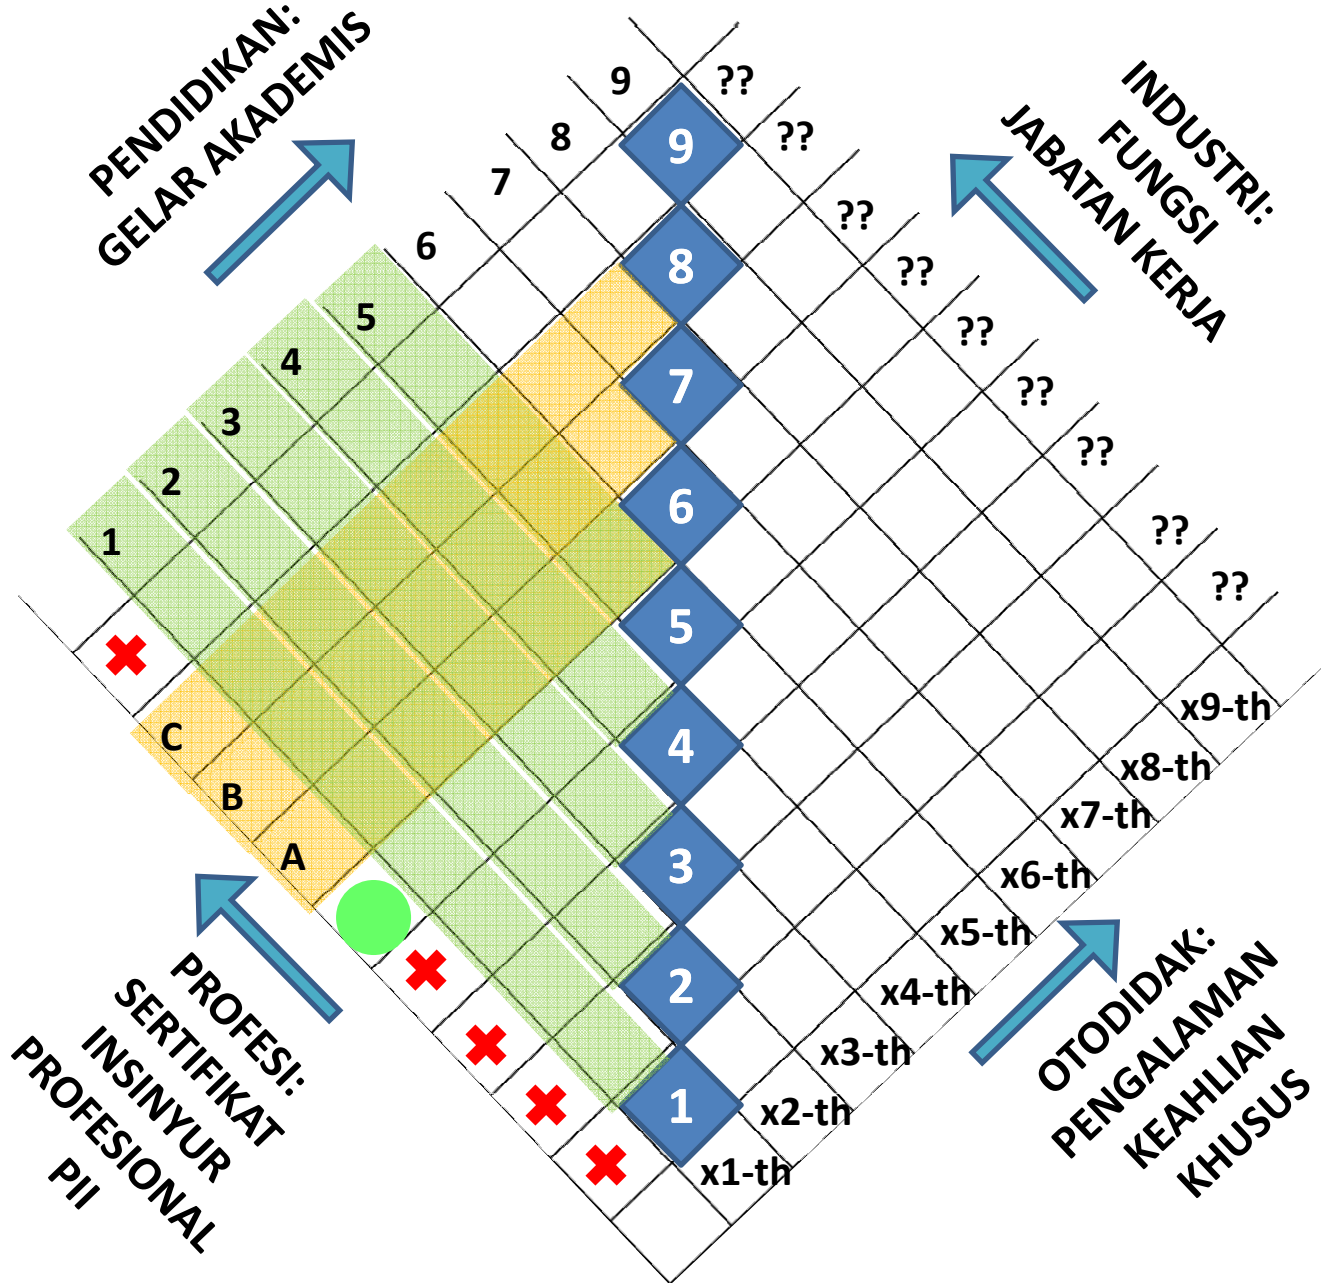 PENDIDIKAN:
GELAR AKADEMIS
INDUSTRI:
FUNGSI
JABATAN KERJA
9
8
7
6
5
4
3
2
1
??
??
??
??
??
??
??
??
??
9
8
7
6
5
4
3
2
1
C
B
A
x9-th
x8-th
x7-th
x6-th
x5-th
x4-th
x3-th
x2-th
x1-th
PROFESI:
SERTIFIKAT
INSINYUR
PROFESIONAL
PII
OTODIDAK:
PENGALAMAN
KEAHLIAN
KHUSUS